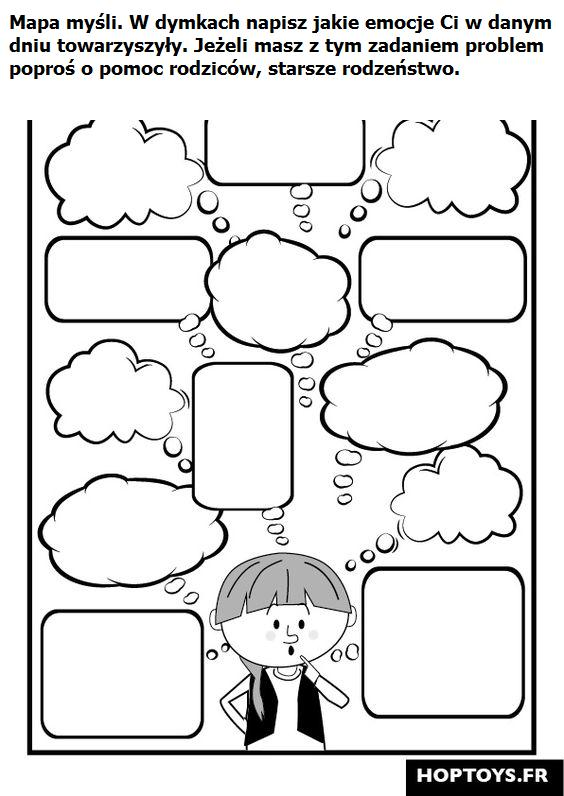 Mapa myśli. W dymkach napisz jakie emocje Ci w danym
dniu towarzyszyły. Jeżeli masz z tym zadaniem problem
poproś o pomoc rodziców, starsze rodzeństwo.
HOPTOYS.FR